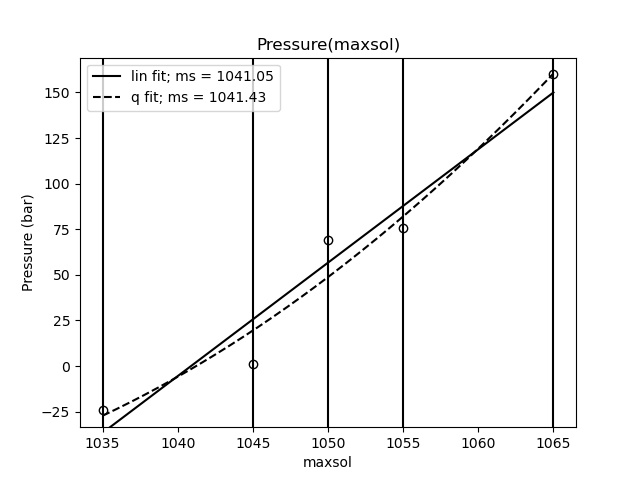 Pressure(maxsol)
lin fit; ms = 1041.05
q fit; ms = 1041.43
Pressure (bar)
150
125
100
75
50
25
0
−25
1035 1040 1045 1050 1055 1060 1065
maxsol